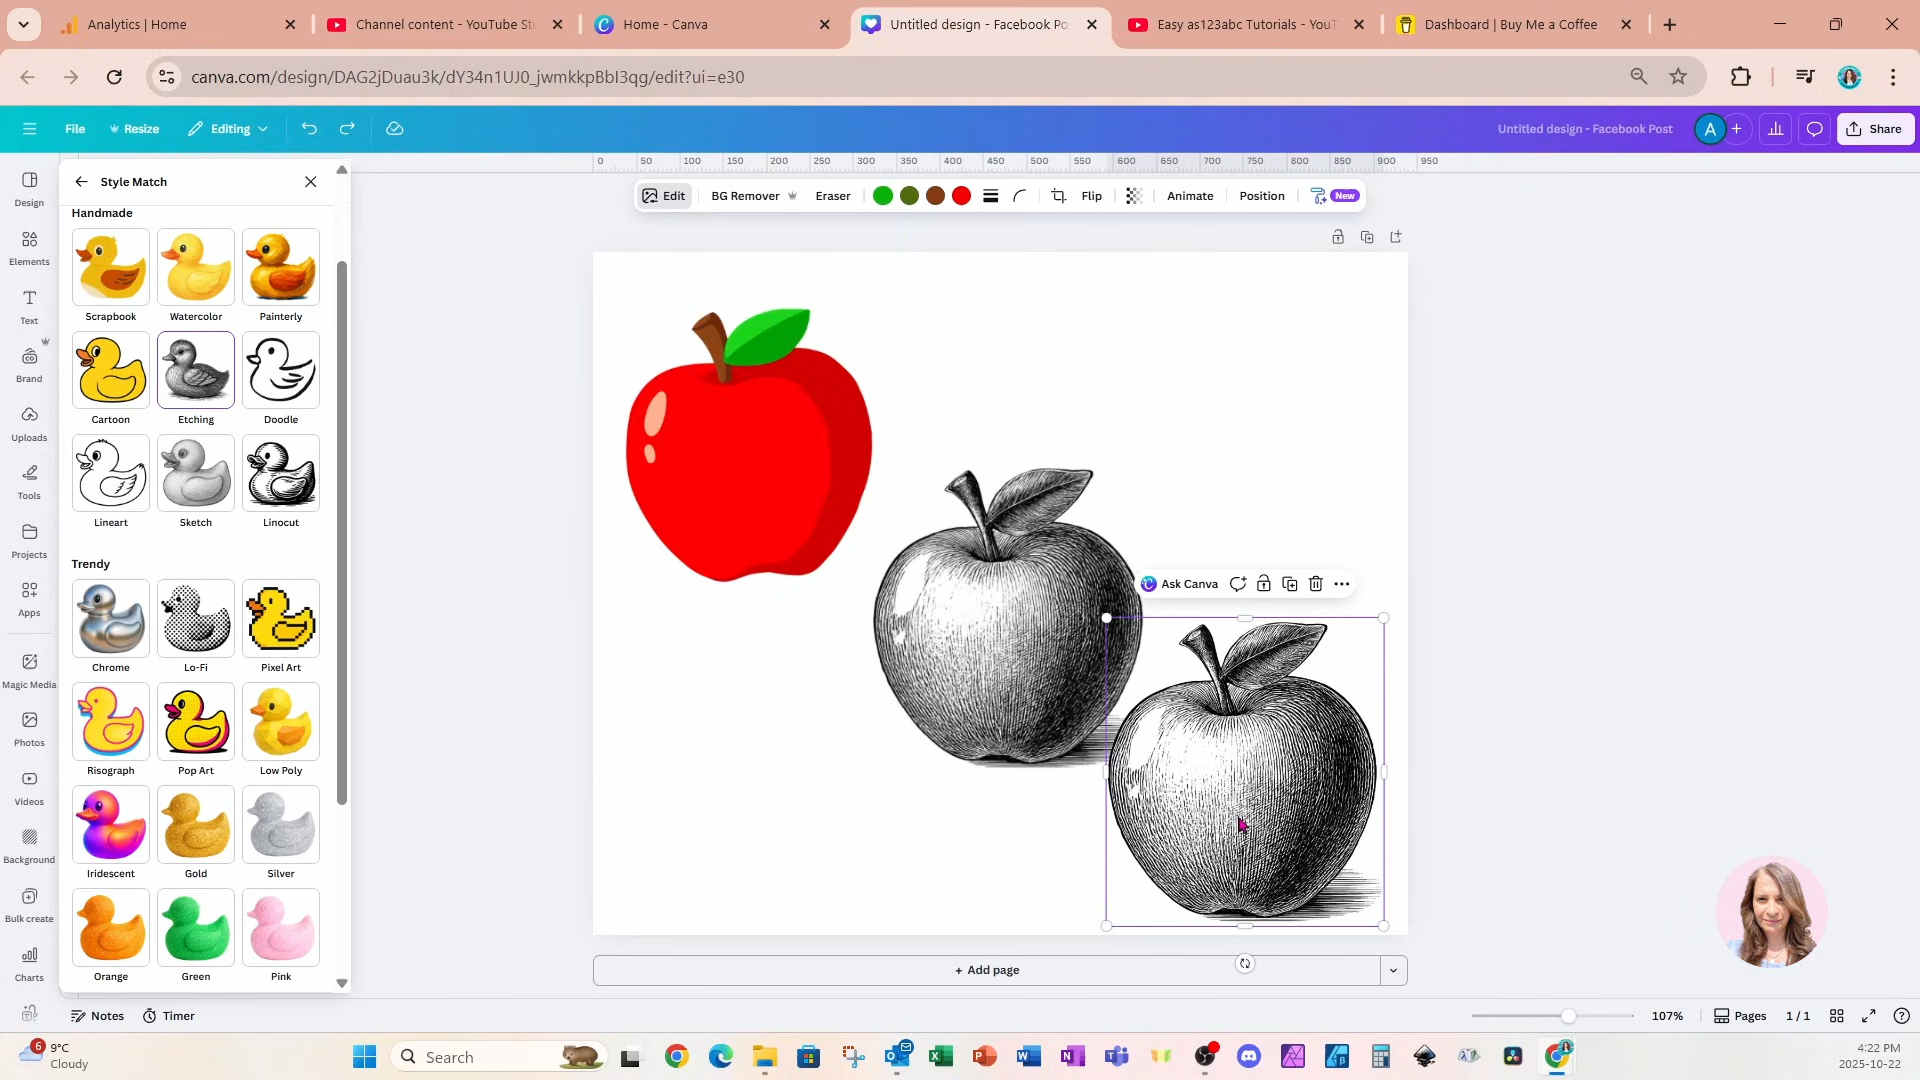 Analytics | Home
Channel content - YouTube Stu
Home - Canva
Untitled design - Facebook Po
Easy as123abc Tutorials - YouT
Dashboard | Buy Me a Coffee
canva.com/design/DAG2jDuau3k/dY34n1UJ0_jwmkkpBbI3qg/edit?ui=e30
File
Resize
Editing
Untitled design - Facebook Post
A
Share
0 50 100 150 200 250 300 350 400 450 500 550 600 650 700 750 800 850 900 950
Design
Elements
Text
Brand
Uploads
Tools
Projects
Apps
Magic Media
Photos
Videos
Background
Bulk create
Charts
Style Match
Handmade
Scrapbook
Watercolor
Painterly
Cartoon
Etching
Doodle
Lineart
Sketch
Linocut
Trendy
Chrome
Lo-Fi
Pixel Art
Risograph
Pop Art
Low Poly
Iridescent
Gold
Silver
Orange
Green
Pink
Edit
BG Remover
Eraser
Flip
Animate
Position
New
Ask Canva
+ Add page
Notes
Timer
107%
Pages
1 / 1
6
9°C
Cloudy
Search
4:22 PM
2025-10-22